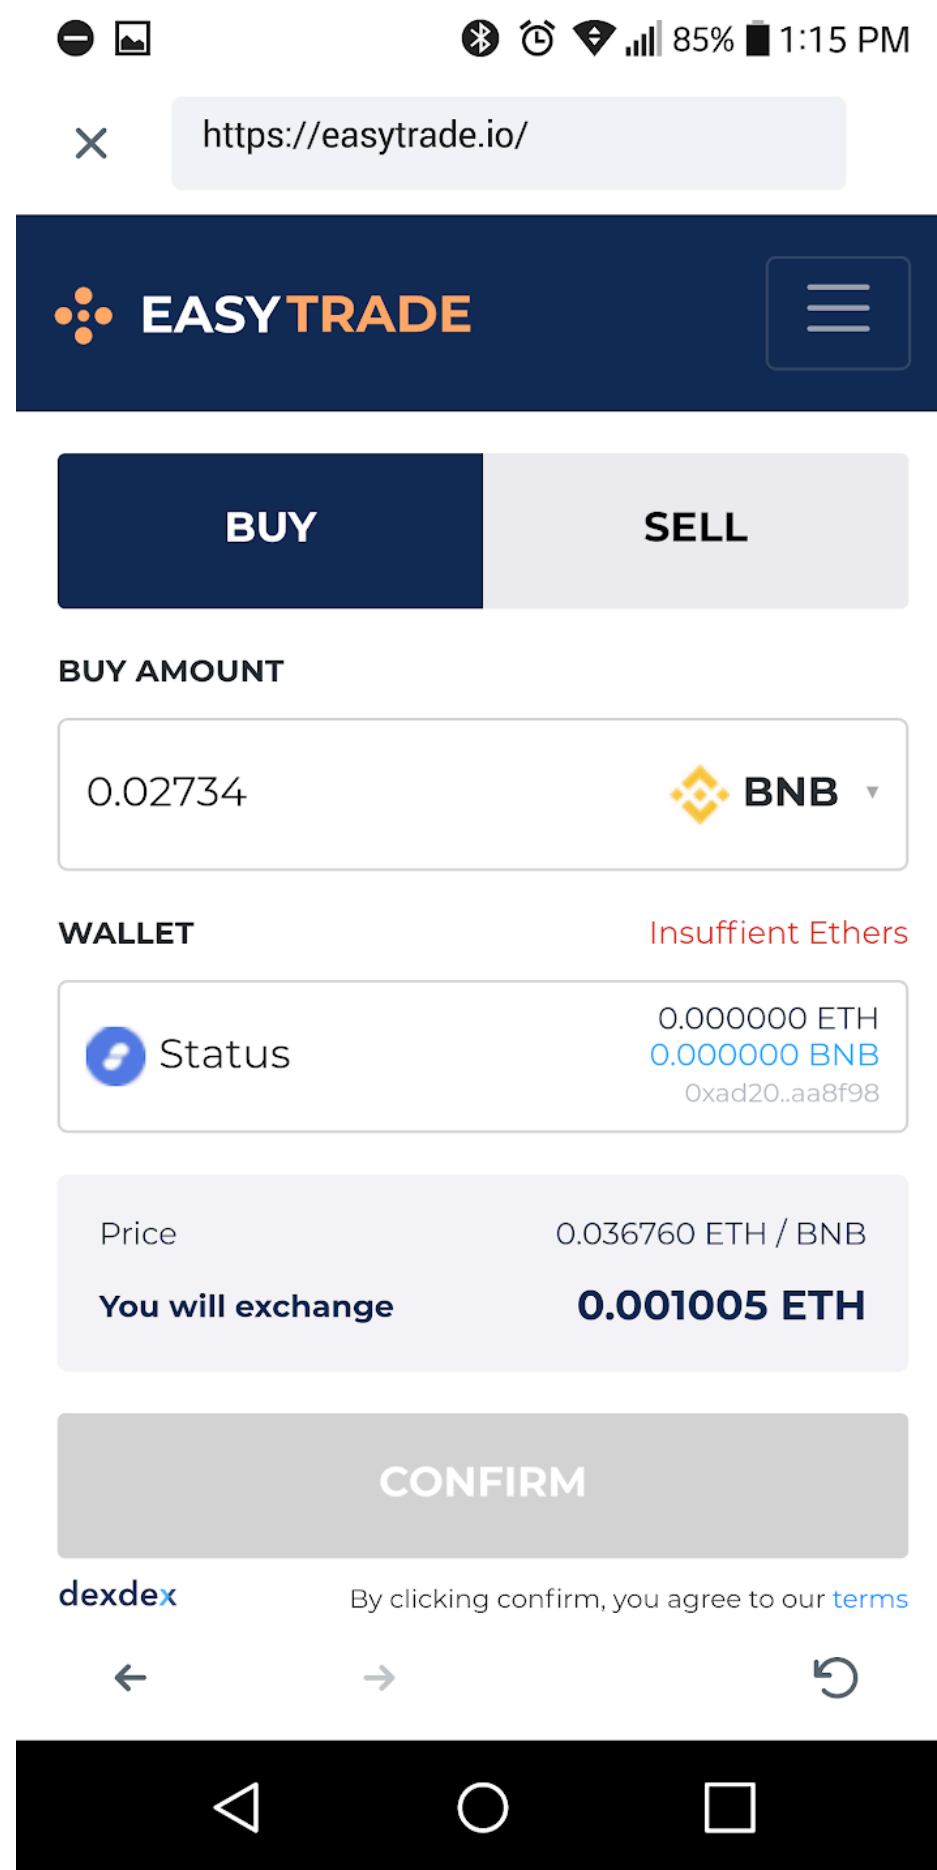 85% 1:15 PM
https://easytrade.io/
EASYTRADE
BUY SELL
BUY AMOUNT
0.02734 BNB
WALLET Insuffient Ethers
Status 0.000000 ETH
0.000000 BNB
0xad20..aa8f98
Price 0.036760 ETH / BNB
You will exchange 0.001005 ETH
CONFIRM
dexdex By clicking confirm, you agree to our terms